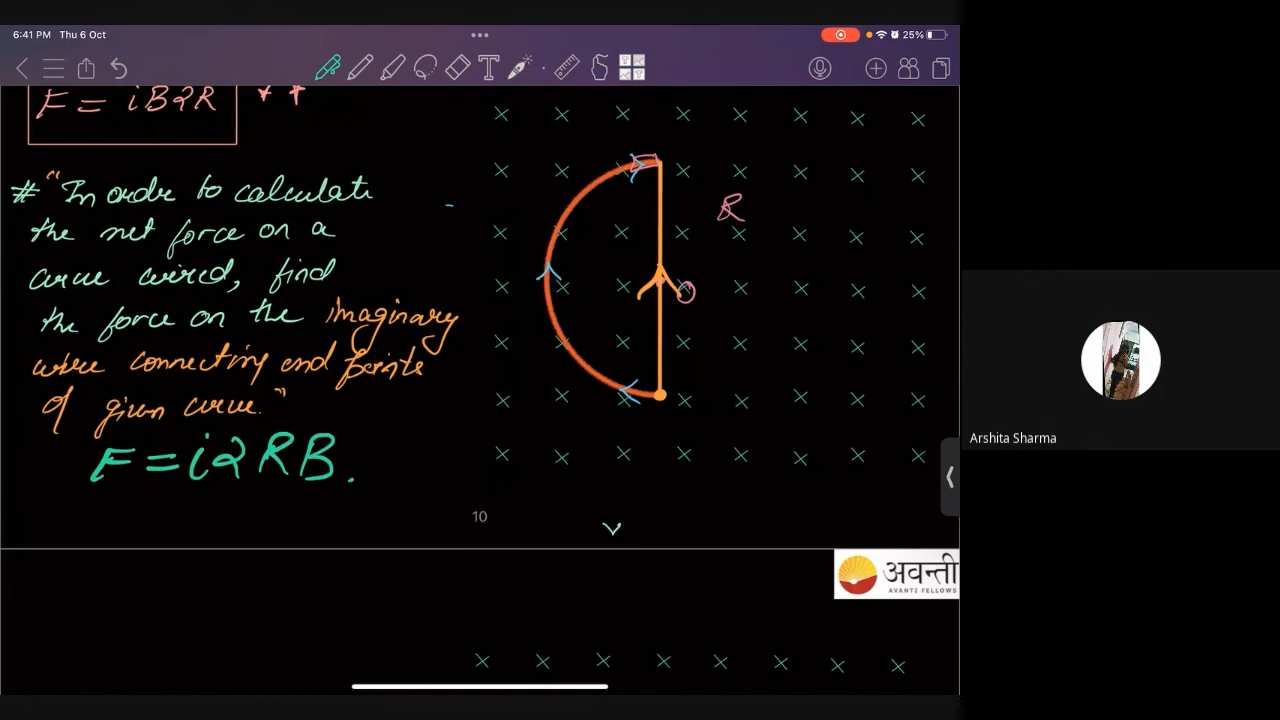 6:41 PM Thu 6 Oct
25%
F = iB2R
# "In order to calculate
the net force on a
curve wired, find
the force on the imaginary
wire connecting end points
of given curve."
F = i2RB.
R
O
10
अवन्ती
AVANTI FELLOWS
Arshita Sharma